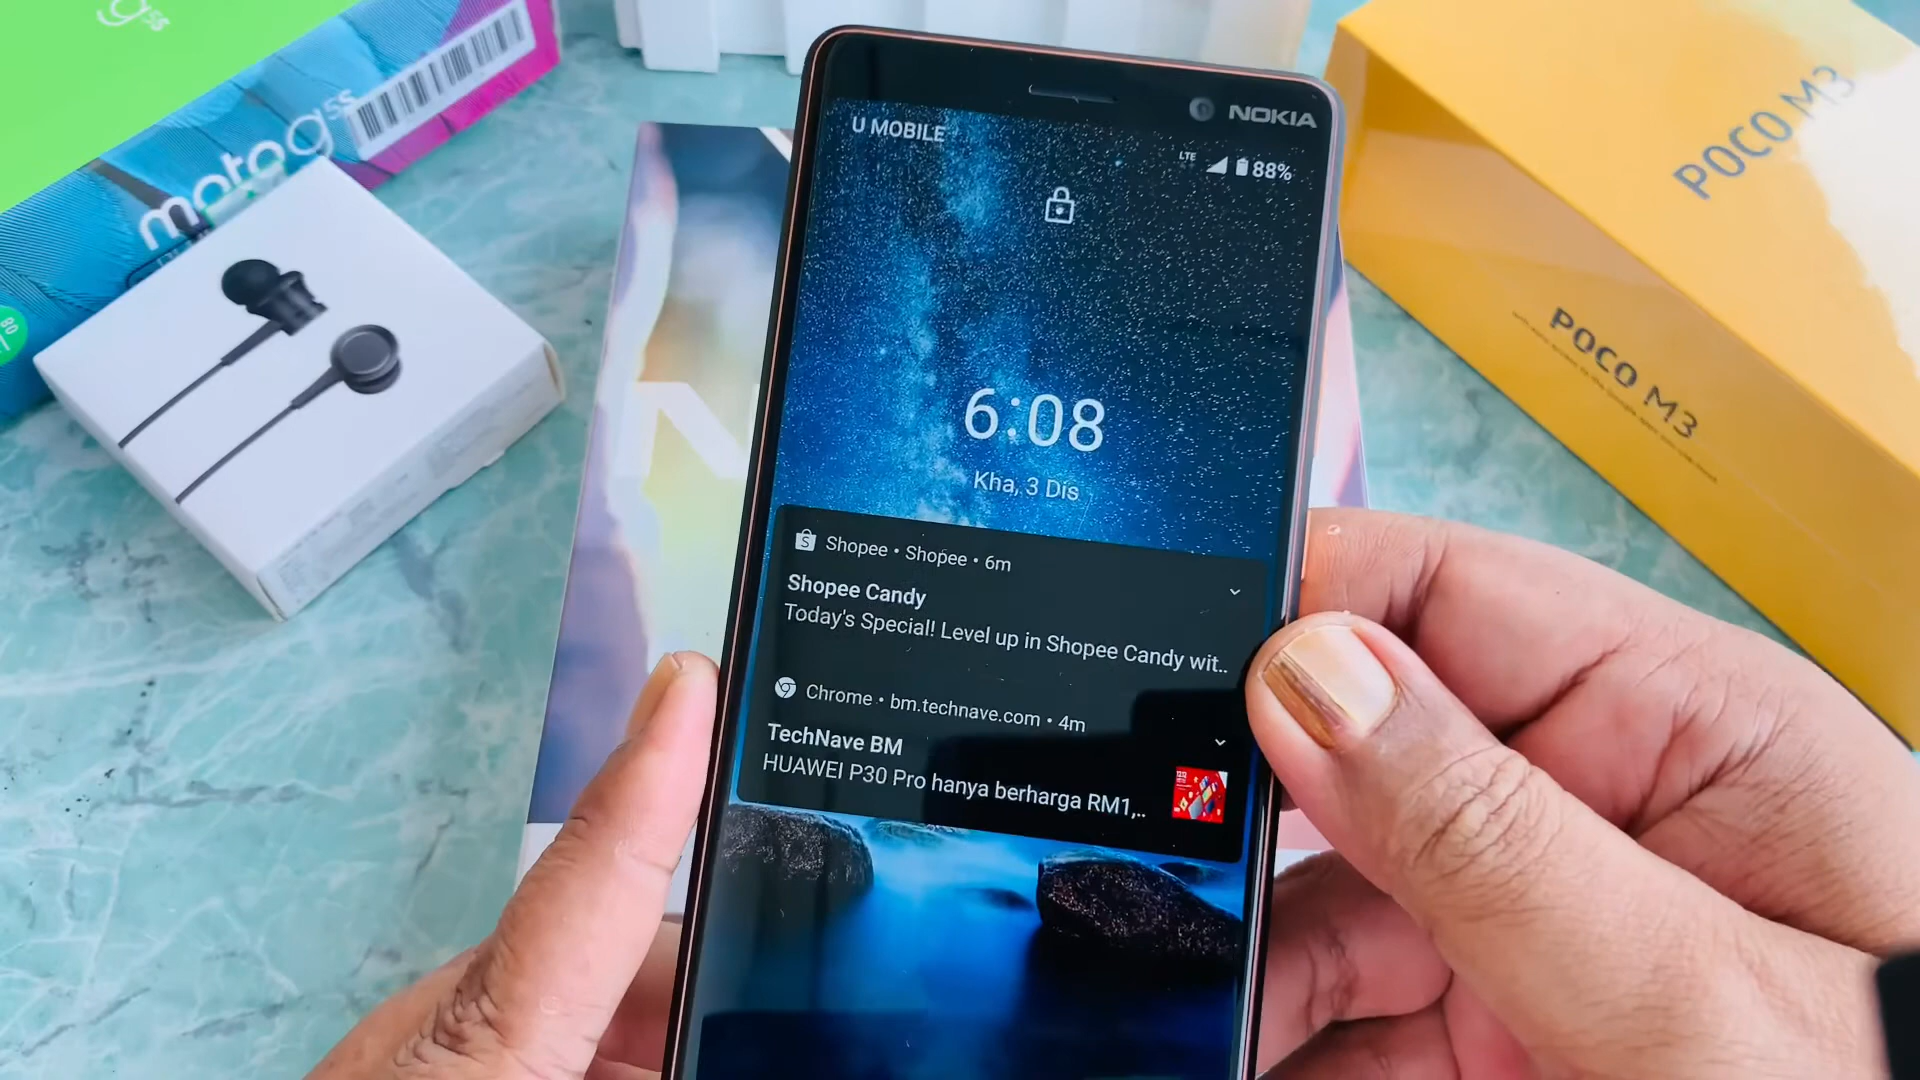 g5s
moto g5s
NOKIA
U MOBILE
LTE
88%
6:08
Kha, 3 Dis
Shopee • Shopee • 6m
Shopee Candy
Today's Special! Level up in Shopee Candy wit..
Chrome • bm.technave.com • 4m
TechNave BM
HUAWEI P30 Pro hanya berharga RM1,..
POCO M3
POCO M3